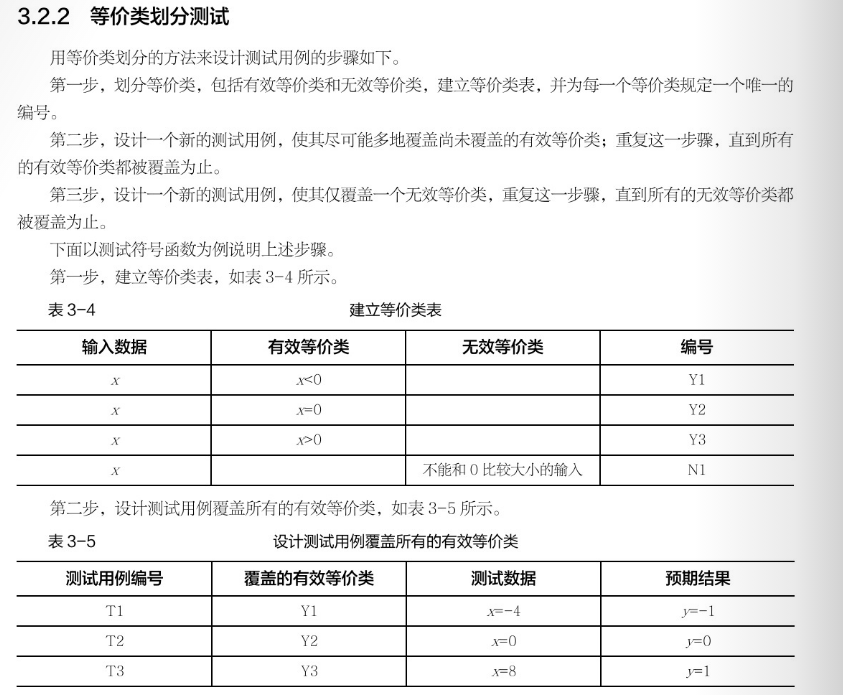 3.2.2 等价类划分测试
用等价类划分的方法来设计测试用例的步骤如下。
第一步，划分等价类，包括有效等价类和无效等价类，建立等价类表，并为每一个等价类规定一个唯一的
编号。
第二步，设计一个新的测试用例，使其尽可能多地覆盖尚未覆盖的有效等价类；重复这一步骤，直到所有
的有效等价类都被覆盖为止。
第三步，设计一个新的测试用例，使其仅覆盖一个无效等价类，重复这一步骤，直到所有的无效等价类都
被覆盖为止。
下面以测试符号函数为例说明上述步骤。
第一步，建立等价类表，如表 3-4 所示。
表 3-4 建立等价类表
输入数据 有效等价类 无效等价类 编号
x x<0 Y1
x x=0 Y2
x x>0 Y3
x 不能和 0 比较大小的输入 N1
第二步，设计测试用例覆盖所有的有效等价类，如表 3-5 所示。
表 3-5 设计测试用例覆盖所有的有效等价类
测试用例编号 覆盖的有效等价类 测试数据 预期结果
T1 Y1 x=-4 y=-1
T2 Y2 x=0 y=0
T3 Y3 x=8 y=1